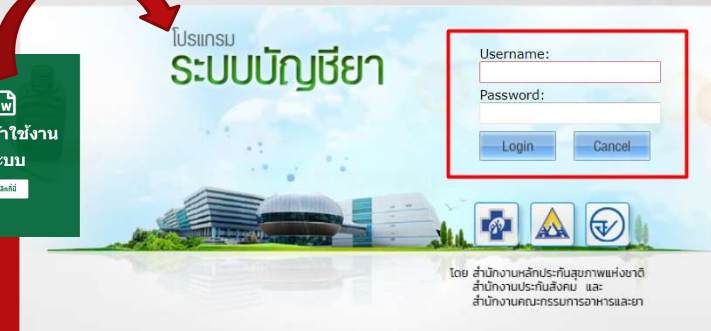 โปรแกรม
ระบบบัญชียา
Username:
Password:
Login
Cancel
W
ใช้งาน
ระบบ
โดย สำนักงานหลักประกันสุขภาพแห่งชาติ
สำนักงานประกันสังคม และ
สำนักงานคณะกรรมการอาหารและยา